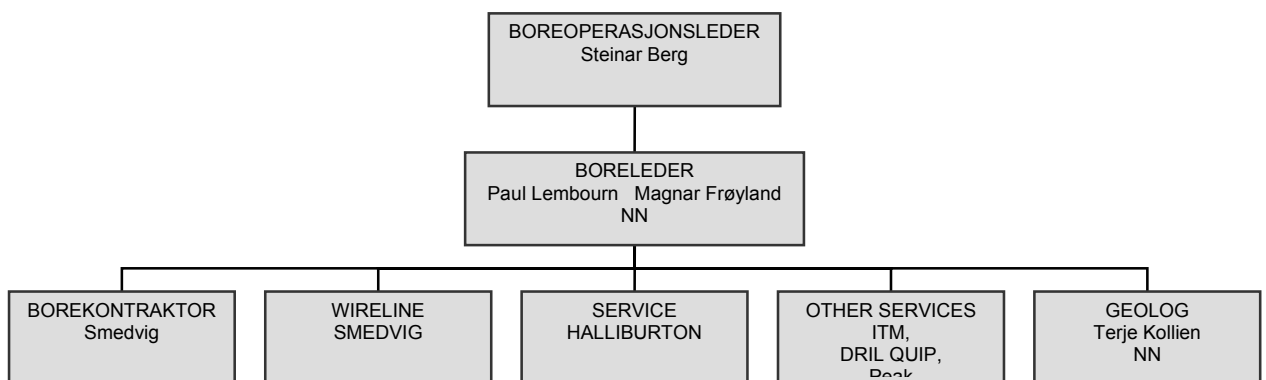 BOREOPERASJONSLEDER
Steinar Berg
BORELEDER
Paul Lembourn Magnar Frøyland
NN
BOREKONTRAKTOR
Smedvig
WIRELINE
SMEDVIG
SERVICE
HALLIBURTON
OTHER SERVICES
ITM,
DRIL QUIP,
Peak
GEOLOG
Terje Kollien
NN